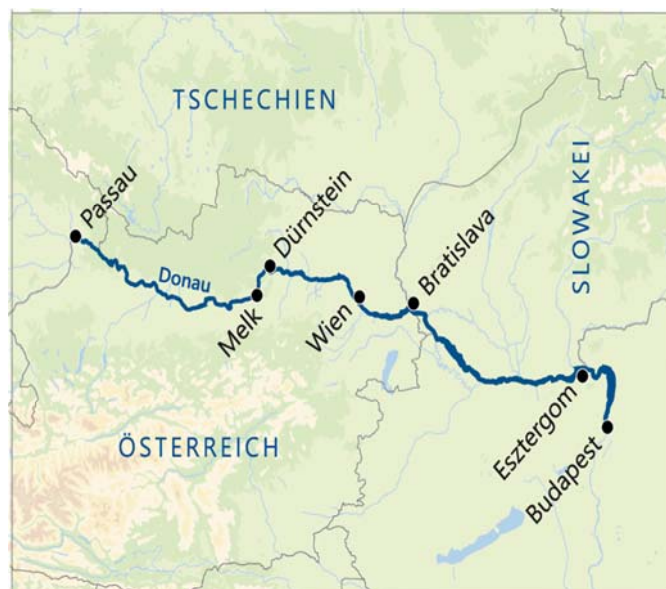 TSCHECHIEN
SLOWAKEI
Passau
Dürnstein
Bratislava
Donau
Melk
Wien
ÖSTERREICH
Esztergom
Budapest